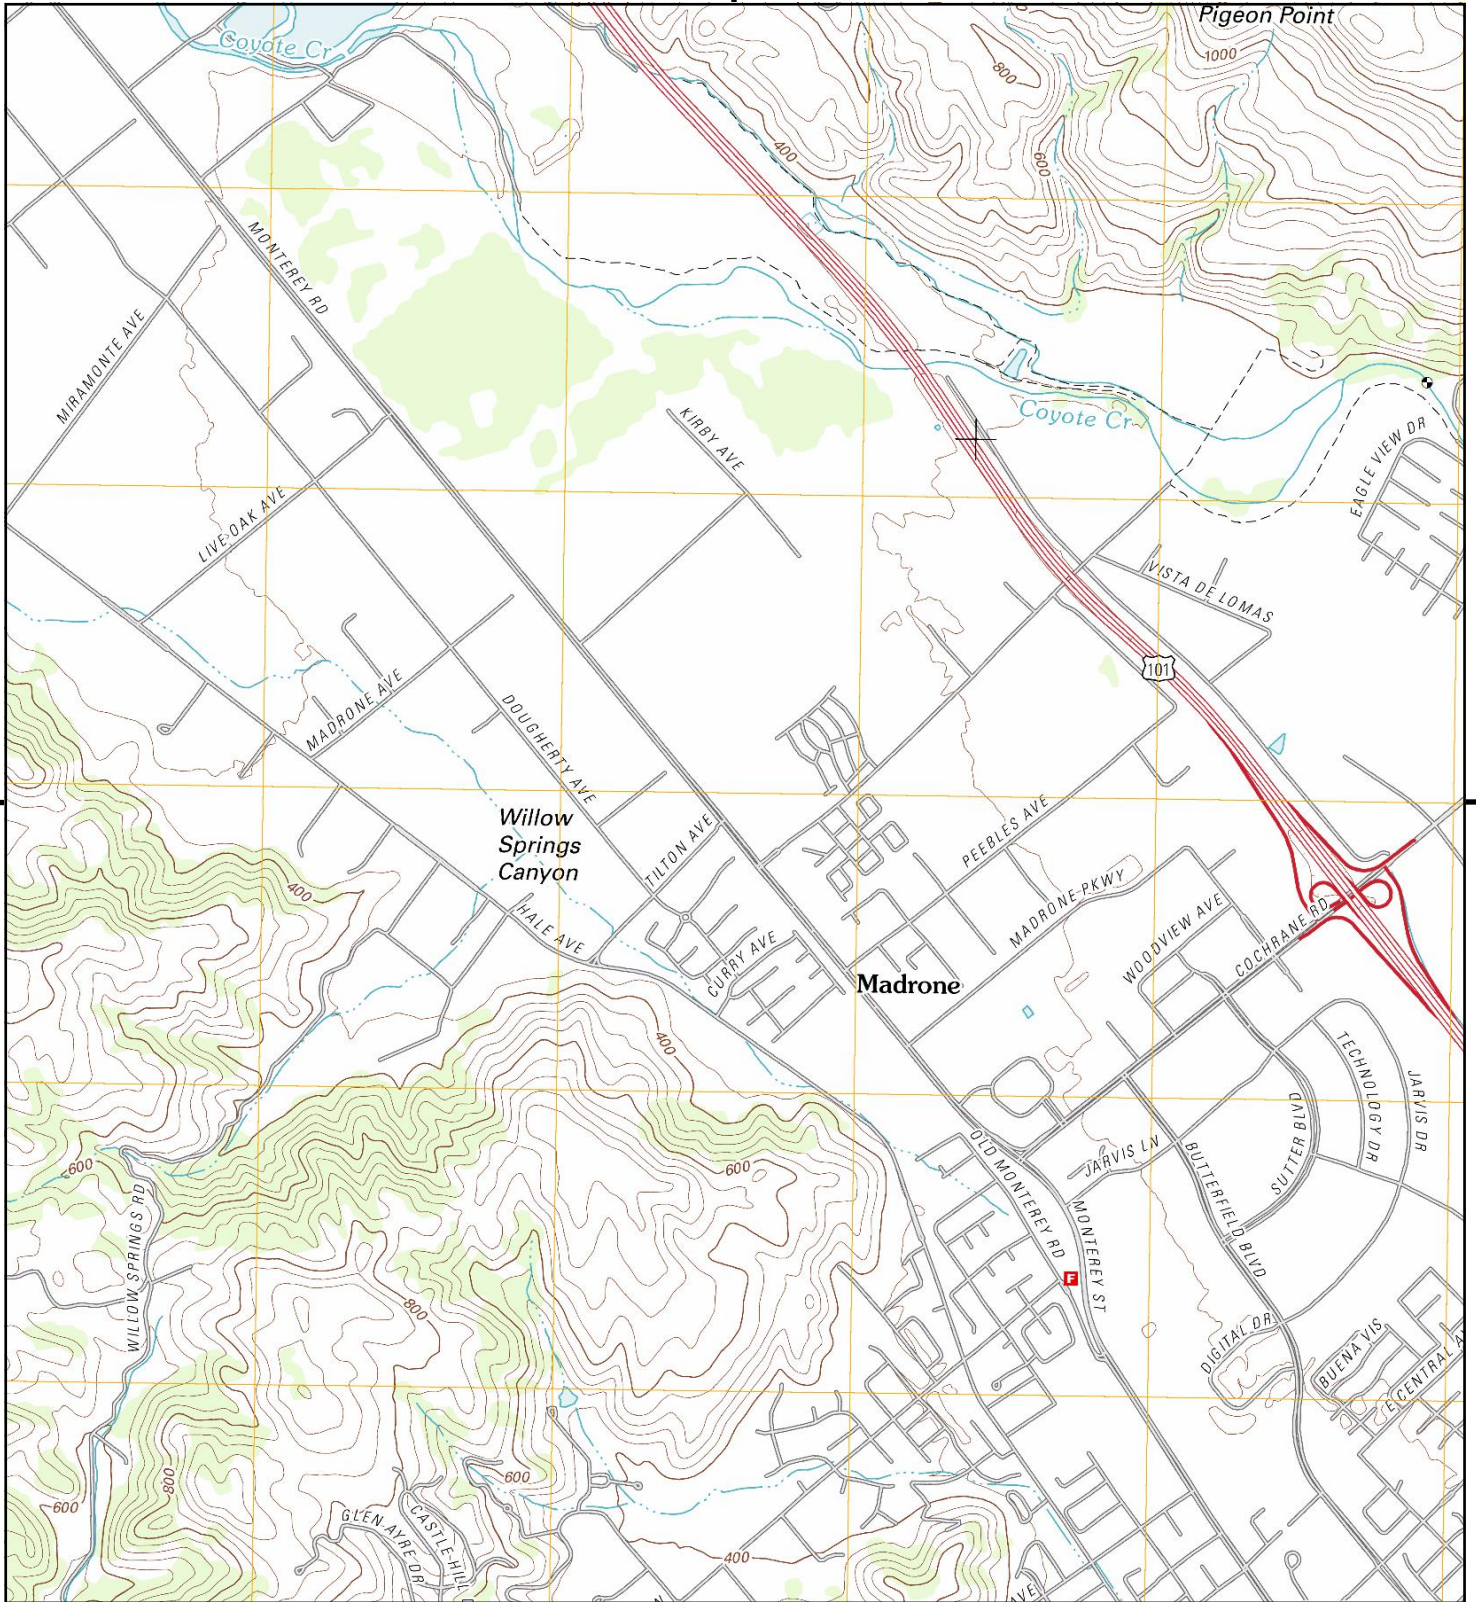 Pigeon Point
Coyote Cr
1000
800
400
600
MONTEREY RD
MIRAMONTE AVE
KIRBY AVE
Coyote Cr
EAGLE VIEW DR
LIVE OAK AVE
VISTA DE LOMAS
101
MADRONE AVE
DOUGHERTY AVE
Willow
Springs
Canyon
TILTON AVE
PEEBLES AVE
400
MADRONE PKWY
HALE AVE
CURRY AVE
WOODVIEW AVE
COCHRANE RD
Madrone
400
TECHNOLOGY DR
JARVIS DR
SUTTER BLVD
OLD MONTEREY RD
JARVIS LN
BUTTERFIELD BLVD
600
600
WILLOW SPRINGS RD
MONTEREY ST
F
800
DIGITAL DR
BUENA VIS
E CENTRAL A
800
600
600
GLEN AYRE DR
CASTLE HILL
400
AVE